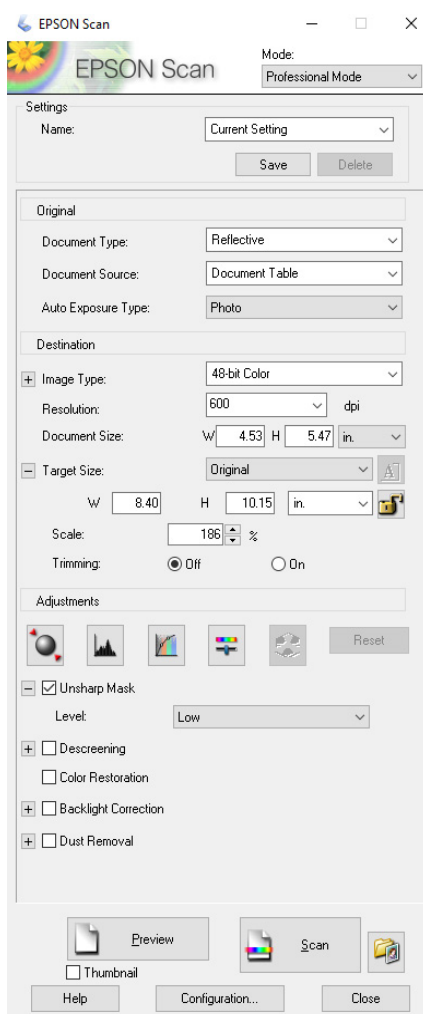 EPSON Scan
EPSON Scan
Mode:
Professional Mode
Settings
Name:
Current Setting
Save
Delete
Original
Document Type:
Reflective
Document Source:
Document Table
Auto Exposure Type:
Photo
Destination
Image Type:
48-bit Color
Resolution:
600
dpi
Document Size:
W 4.53 H 5.47 in.
Target Size:
Original
A
W 8.40 H 10.15 in.
Scale:
186 %
Trimming:
Off
On
Adjustments
Reset
Unsharp Mask
Level:
Low
Descreening
Color Restoration
Backlight Correction
Dust Removal
Preview
Scan
Thumbnail
Help
Configuration...
Close